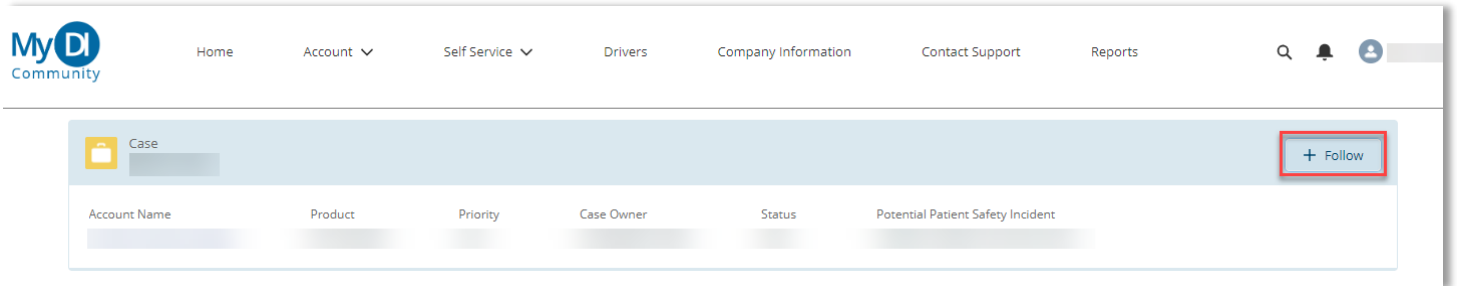 My DI
Community
Home Account Self Service Drivers Company Information Contact Support Reports
Case
+ Follow
Account Name Product Priority Case Owner Status Potential Patient Safety Incident